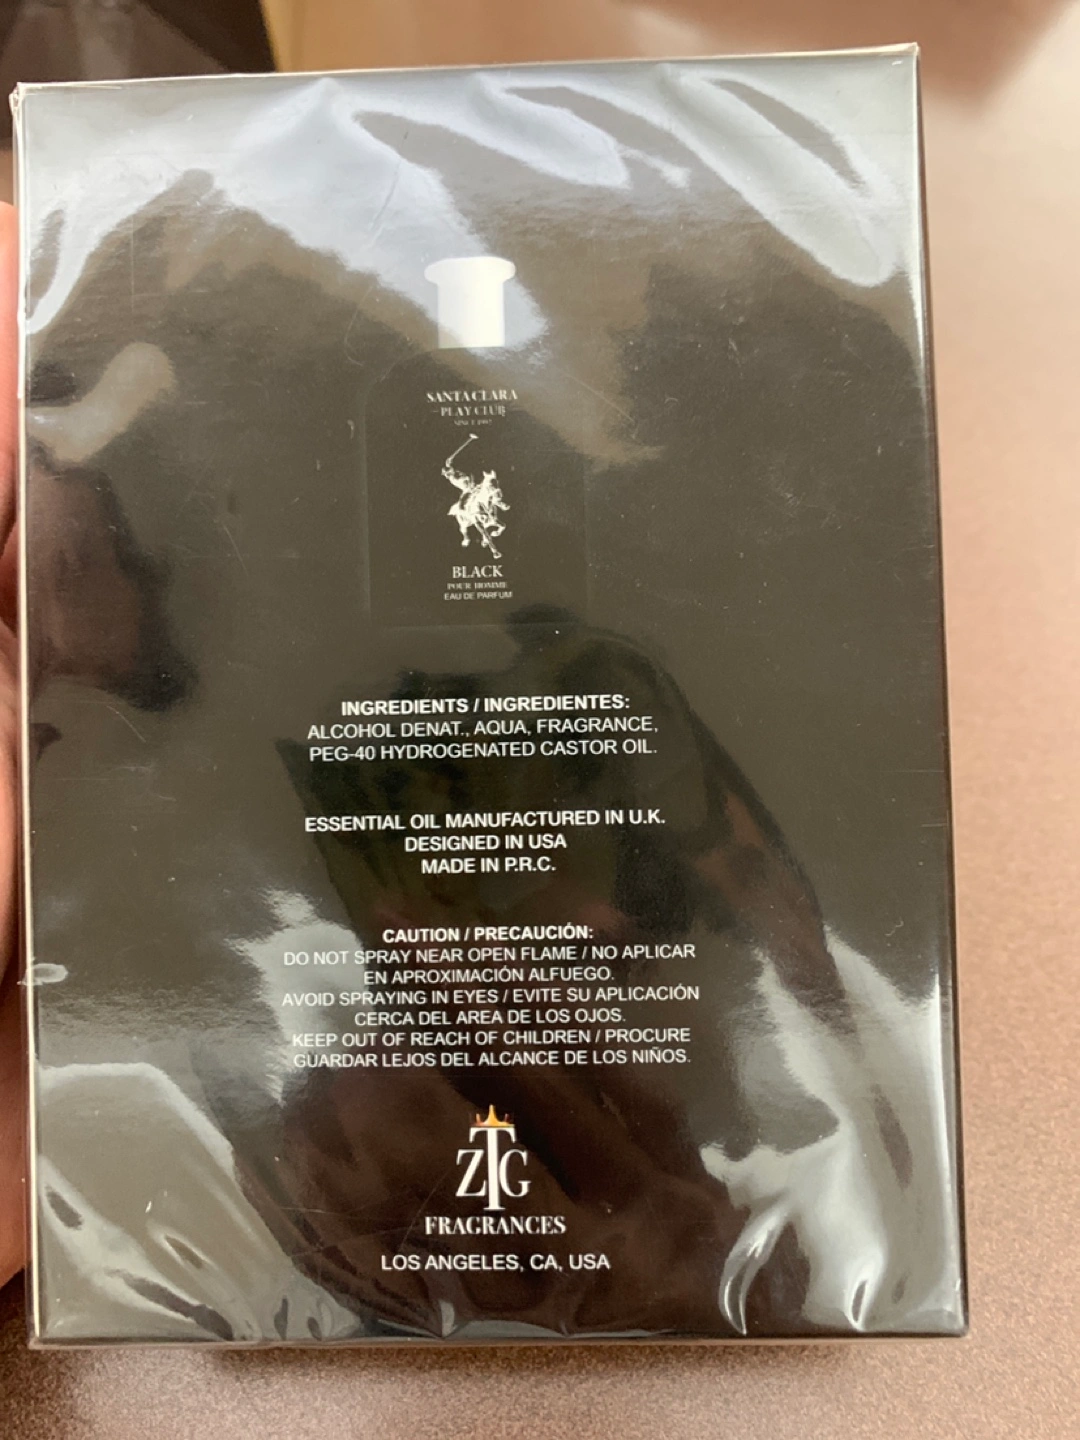 SANTA CLARA
PLAY CLUB
SINCE 1997
BLACK
POUR HOMME
EAU DE PARFUM
INGREDIENTS / INGREDIENTES:
ALCOHOL DENAT., AQUA, FRAGRANCE,
PEG-40 HYDROGENATED CASTOR OIL.
ESSENTIAL OIL MANUFACTURED IN U.K.
DESIGNED IN USA
MADE IN P.R.C.
CAUTION / PRECAUCIÓN:
DO NOT SPRAY NEAR OPEN FLAME / NO APLICAR
EN APROXIMACIÓN ALFUEGO.
AVOID SPRAYING IN EYES / EVITE SU APLICACIÓN
CERCA DEL AREA DE LOS OJOS.
KEEP OUT OF REACH OF CHILDREN / PROCURE
GUARDAR LEJOS DEL ALCANCE DE LOS NIÑOS.
ZTG
FRAGRANCES
LOS ANGELES, CA, USA